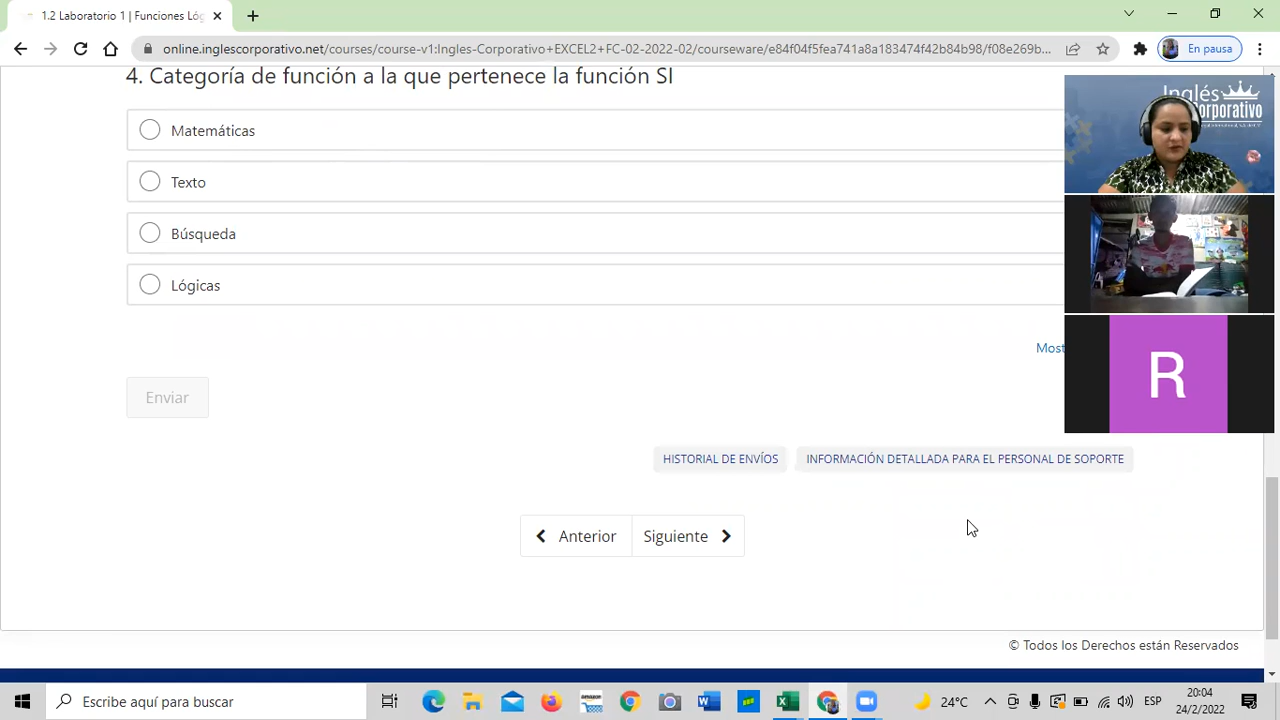 1.2 Laboratorio 1 | Funciones Lóg
online.inglescorporativo.net/courses/course-v1:Ingles-Corporativo+EXCEL2+FC-02-2022-02/courseware/e84f04f5fea741a8a183474f42b84b98/f08e269b...
En pausa
4. Categoría de función a la que pertenece la función SI
Matemáticas
Texto
Búsqueda
Lógicas
Most
Enviar
HISTORIAL DE ENVÍOS
INFORMACIÓN DETALLADA PARA EL PERSONAL DE SOPORTE
Anterior
Siguiente
© Todos los Derechos están Reservados
Inglés
orporativo
R
Escribe aquí para buscar
amazon
24°C
ESP
20:04
24/2/2022